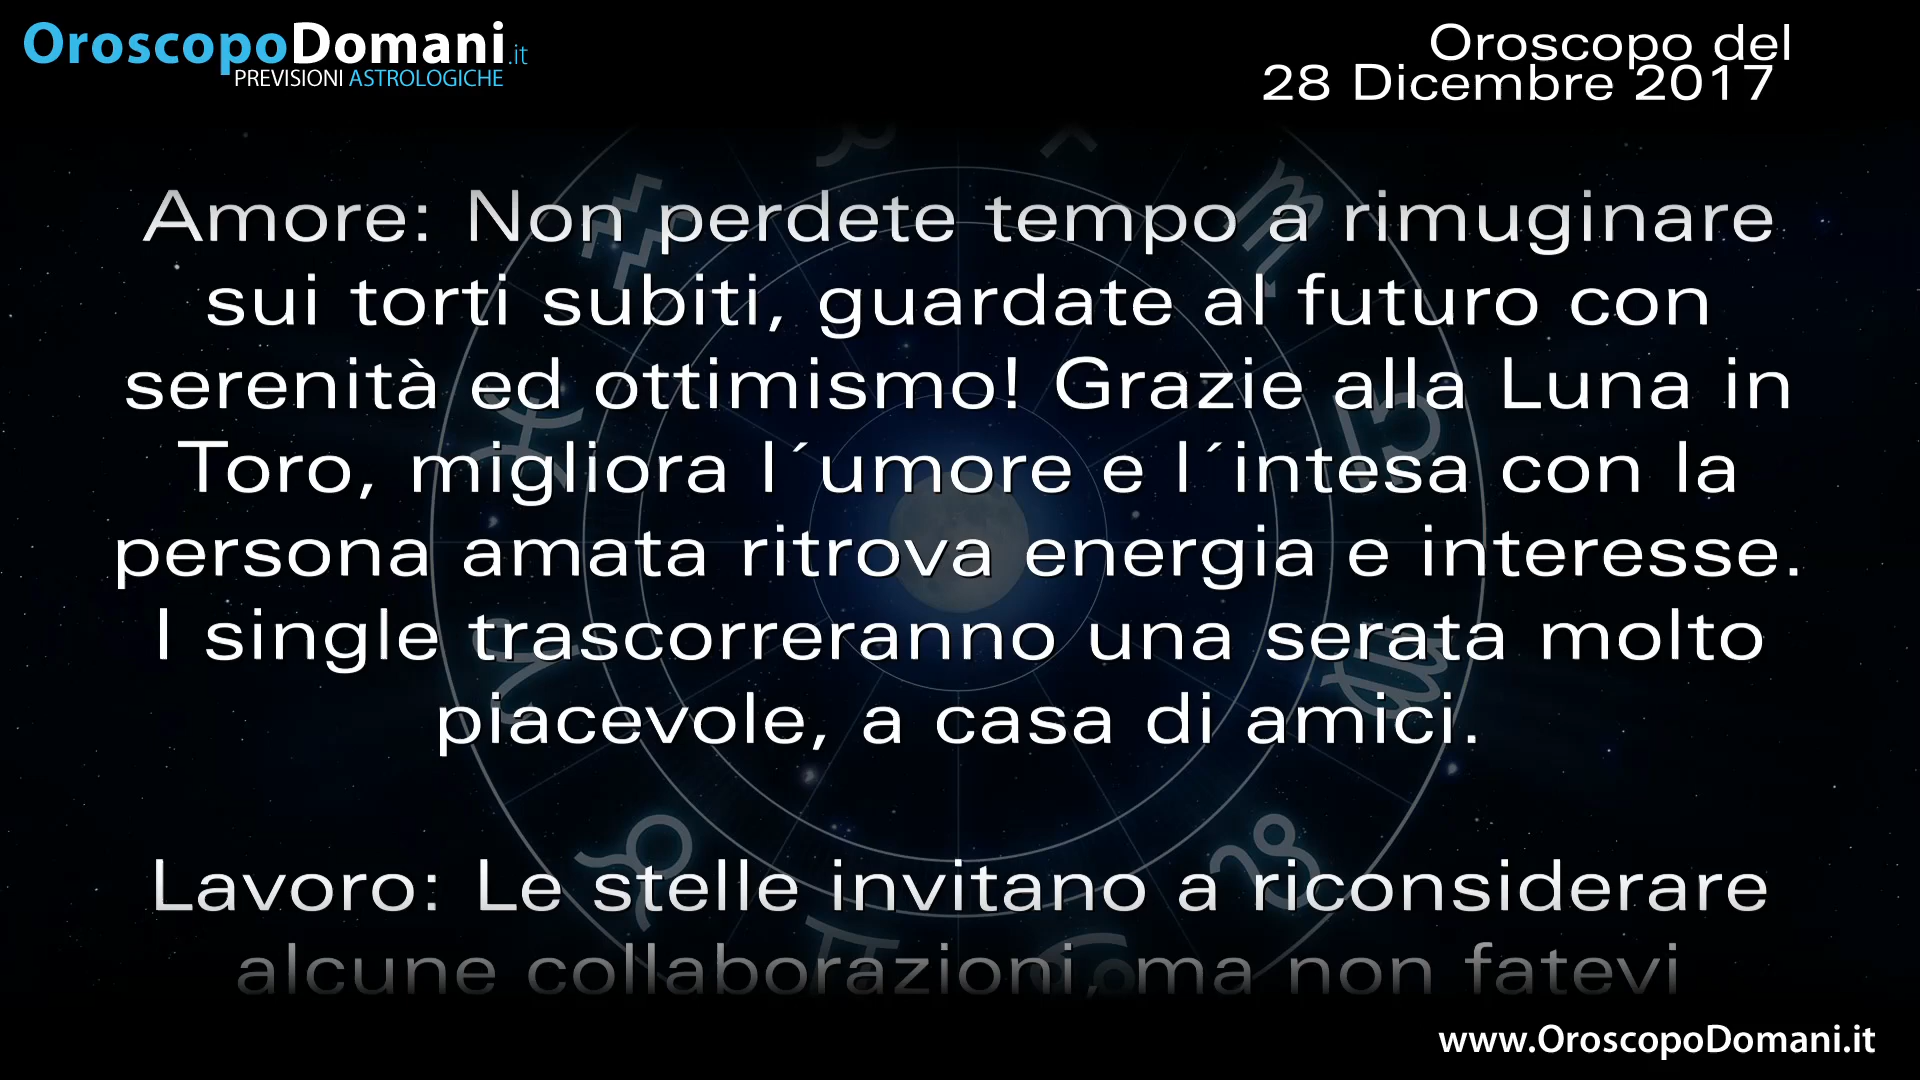 OroscopoDomani.it
PREVISIONI ASTROLOGICHE
Oroscopo del
28 Dicembre 2017
Amore: Non perdete tempo a rimuginare
sui torti subiti, guardate al futuro con
serenità ed ottimismo! Grazie alla Luna in
Toro, migliora l´umore e l´intesa con la
persona amata ritrova energia e interesse.
I single trascorreranno una serata molto
piacevole, a casa di amici.
Lavoro: Le stelle invitano a riconsiderare
alcune collaborazioni, ma non fatevi
www.OroscopoDomani.it